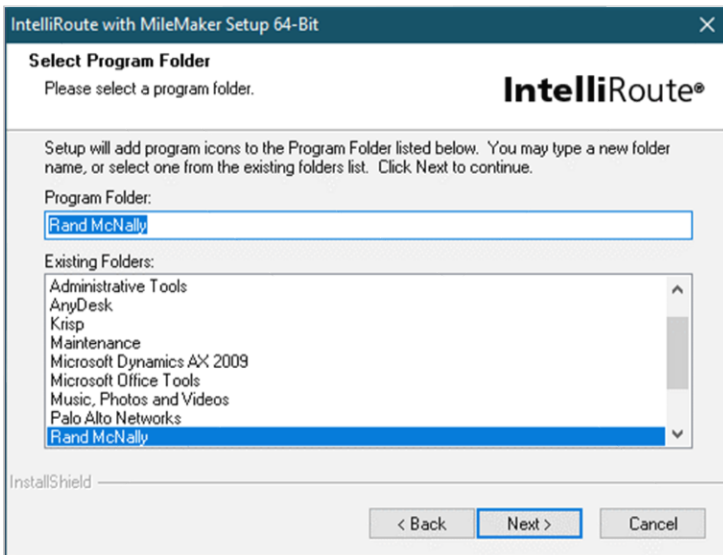 IntelliRoute with MileMaker Setup 64-Bit
Select Program Folder
Please select a program folder.
IntelliRoute®
Setup will add program icons to the Program Folder listed below. You may type a new folder
name, or select one from the existing folders list. Click Next to continue.
Program Folder:
Rand McNally
Existing Folders:
Administrative Tools
AnyDesk
Krisp
Maintenance
Microsoft Dynamics AX 2009
Microsoft Office Tools
Music, Photos and Videos
Palo Alto Networks
Rand McNally
InstallShield
< Back Next > Cancel